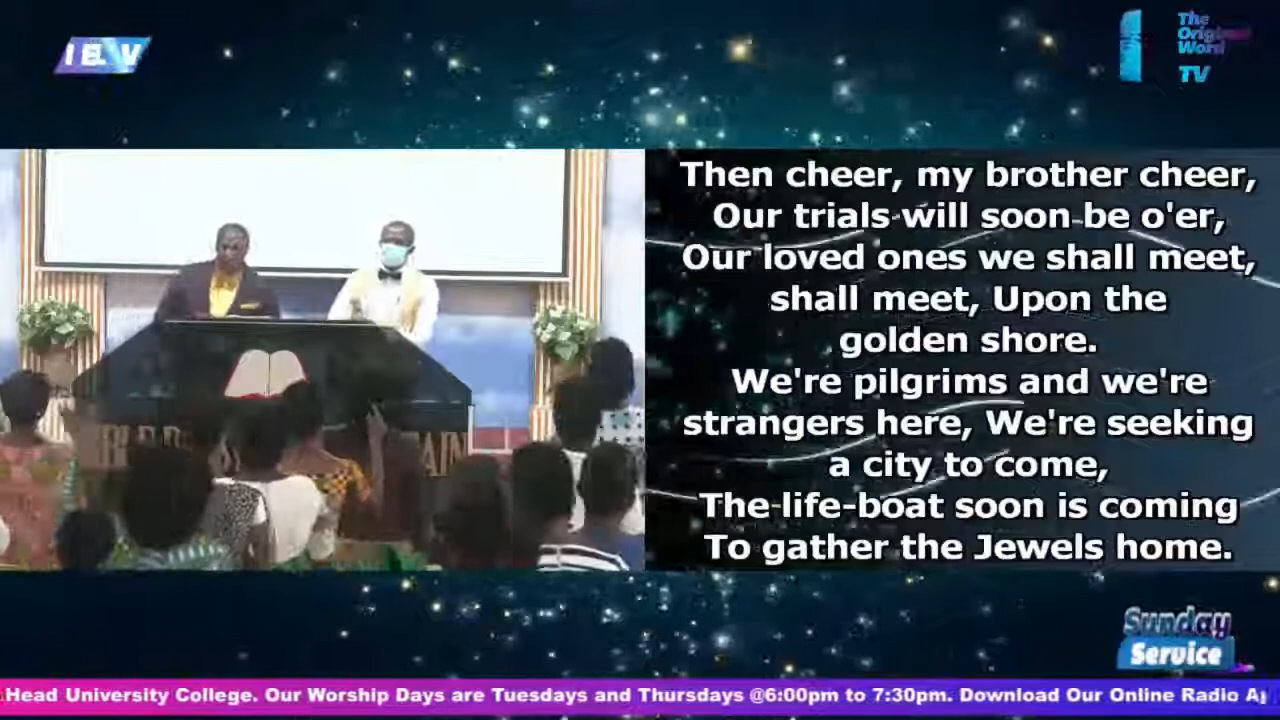 The
Original
Word
TV
Then cheer, my brother cheer,
Our trials will soon be o'er,
Our loved ones we shall meet,
shall meet, Upon the
golden shore.
We're pilgrims and we're
strangers here, We're seeking
a city to come,
The life-boat soon is coming
To gather the Jewels home.
Sunday
Service
Head University College. Our Worship Days are Tuesdays and Thursdays @6:00pm to 7:30pm. Download Our Online Radio Ap